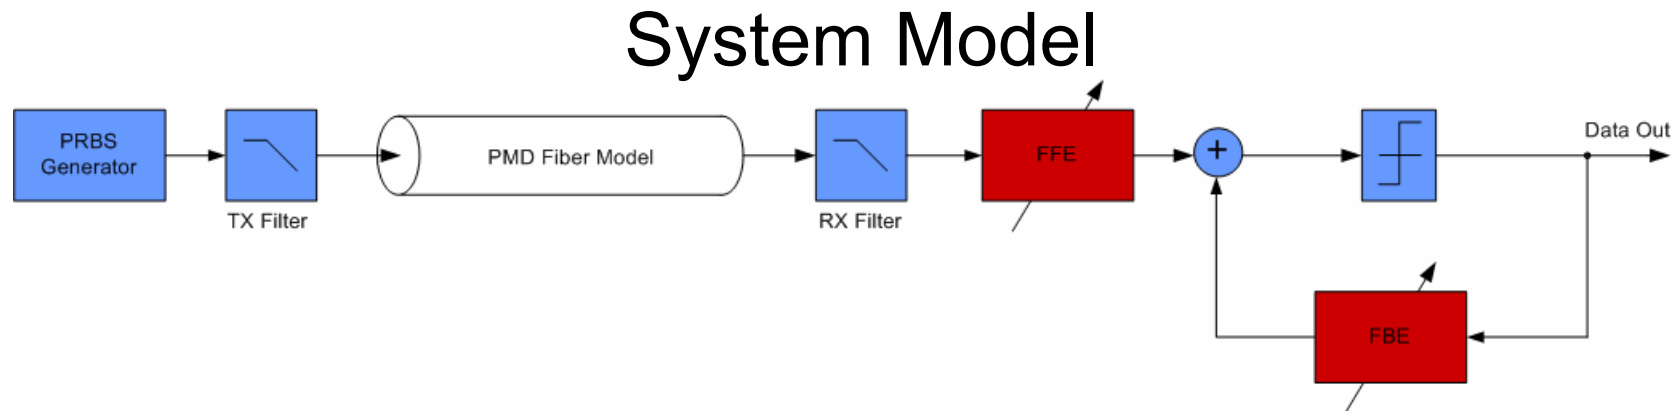 System Model
PRBS
Generator
TX Filter
PMD Fiber Model
RX Filter
FFE
+
Data Out
FBE